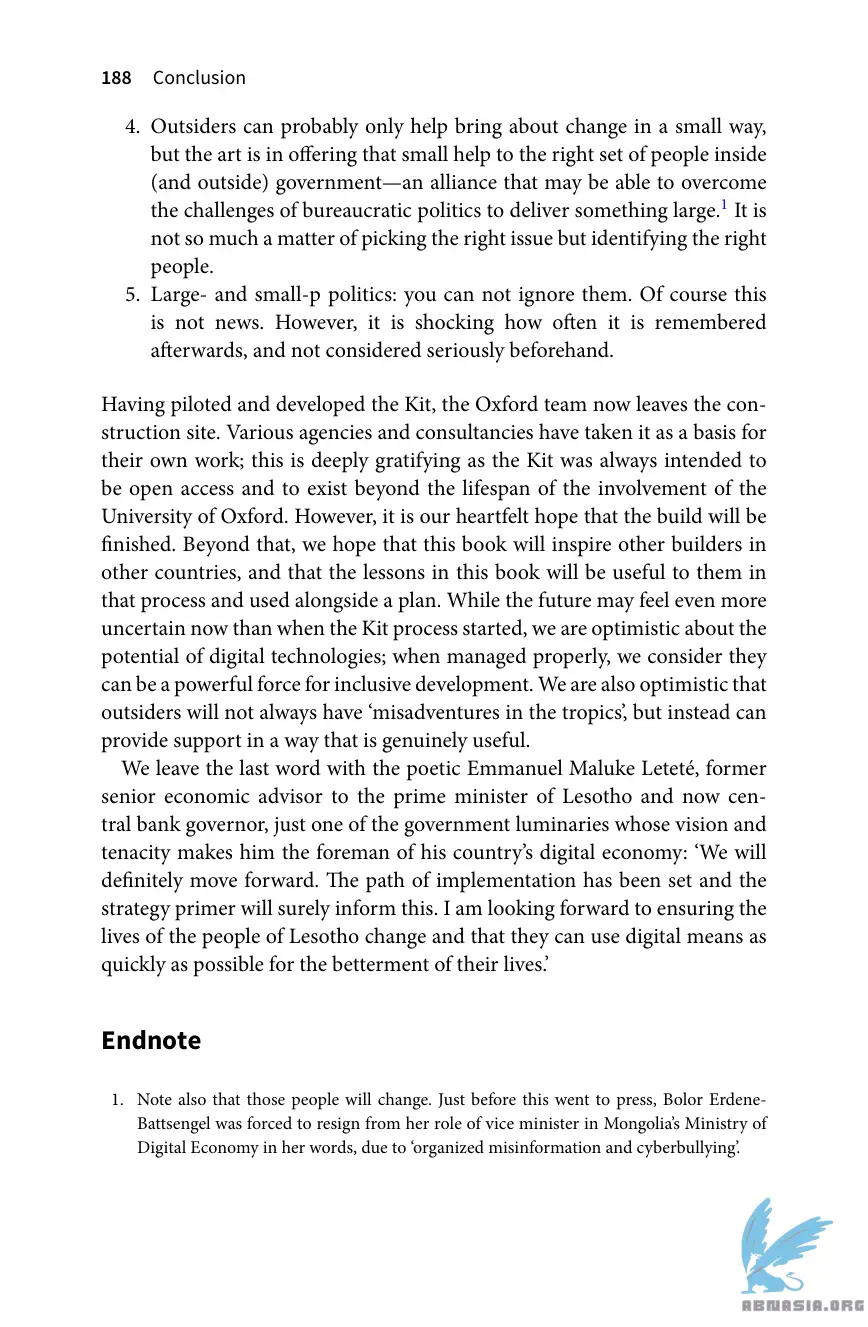 188 Conclusion
4. Outsiders can probably only help bring about change in a small way,
but the art is in offering that small help to the right set of people inside
(and outside) government—an alliance that may be able to overcome
the challenges of bureaucratic politics to deliver something large.1 It is
not so much a matter of picking the right issue but identifying the right
people.
5. Large- and small-p politics: you can not ignore them. Of course this
is not news. However, it is shocking how often it is remembered
afterwards, and not considered seriously beforehand.
Having piloted and developed the Kit, the Oxford team now leaves the con-
struction site. Various agencies and consultancies have taken it as a basis for
their own work; this is deeply gratifying as the Kit was always intended to
be open access and to exist beyond the lifespan of the involvement of the
University of Oxford. However, it is our heartfelt hope that the build will be
finished. Beyond that, we hope that this book will inspire other builders in
other countries, and that the lessons in this book will be useful to them in
that process and used alongside a plan. While the future may feel even more
uncertain now than when the Kit process started, we are optimistic about the
potential of digital technologies; when managed properly, we consider they
can be a powerful force for inclusive development. We are also optimistic that
outsiders will not always have ‘misadventures in the tropics’, but instead can
provide support in a way that is genuinely useful.
We leave the last word with the poetic Emmanuel Maluke Leteté, former
senior economic advisor to the prime minister of Lesotho and now cen-
tral bank governor, just one of the government luminaries whose vision and
tenacity makes him the foreman of his country’s digital economy: ‘We will
definitely move forward. The path of implementation has been set and the
strategy primer will surely inform this. I am looking forward to ensuring the
lives of the people of Lesotho change and that they can use digital means as
quickly as possible for the betterment of their lives.’
Endnote
1. Note also that those people will change. Just before this went to press, Bolor Erdene-
Battsengel was forced to resign from her role of vice minister in Mongolia’s Ministry of
Digital Economy in her words, due to ‘organized misinformation and cyberbullying’.
ABNASIA.ORG